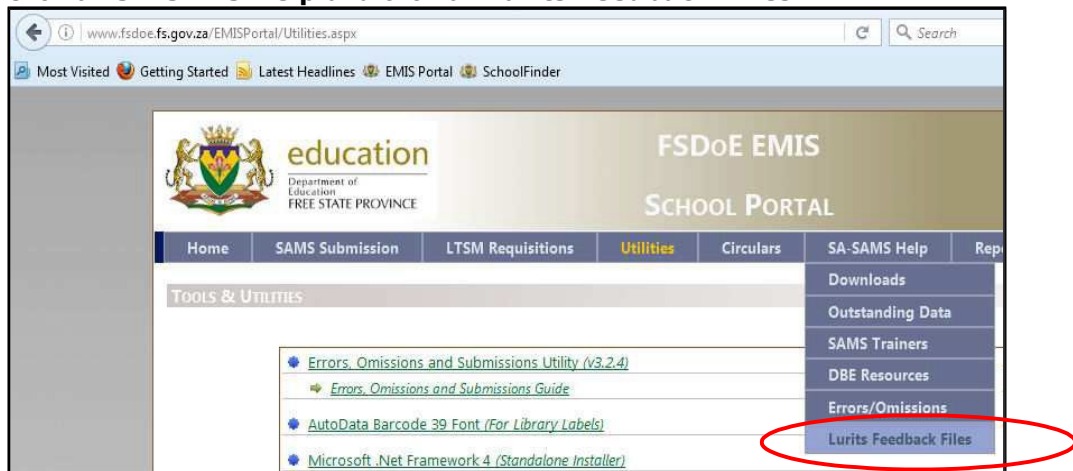 www.fsdoe.fs.gov.za/EMISPortal/Utilities.aspx
Search
Most Visited Getting Started Latest Headlines EMIS Portal SchoolFinder
education
Department of
Education
FREE STATE PROVINCE
FSDOE EMIS
SCHOOL PORTAL
Home SAMS Submission LTSM Requisitions Utilities Circulars SA-SAMS Help
Downloads
Outstanding Data
SAMS Trainers
DBE Resources
Errors/Omissions
Lurits Feedback Files
TOOLS & UTILITIES
Errors, Omissions and Submissions Utility (v3.2.4)
Errors, Omissions and Submissions Guide
AutoData Barcode 39 Font (For Library Labels)
Microsoft .Net Framework 4 (Standalone Installer)